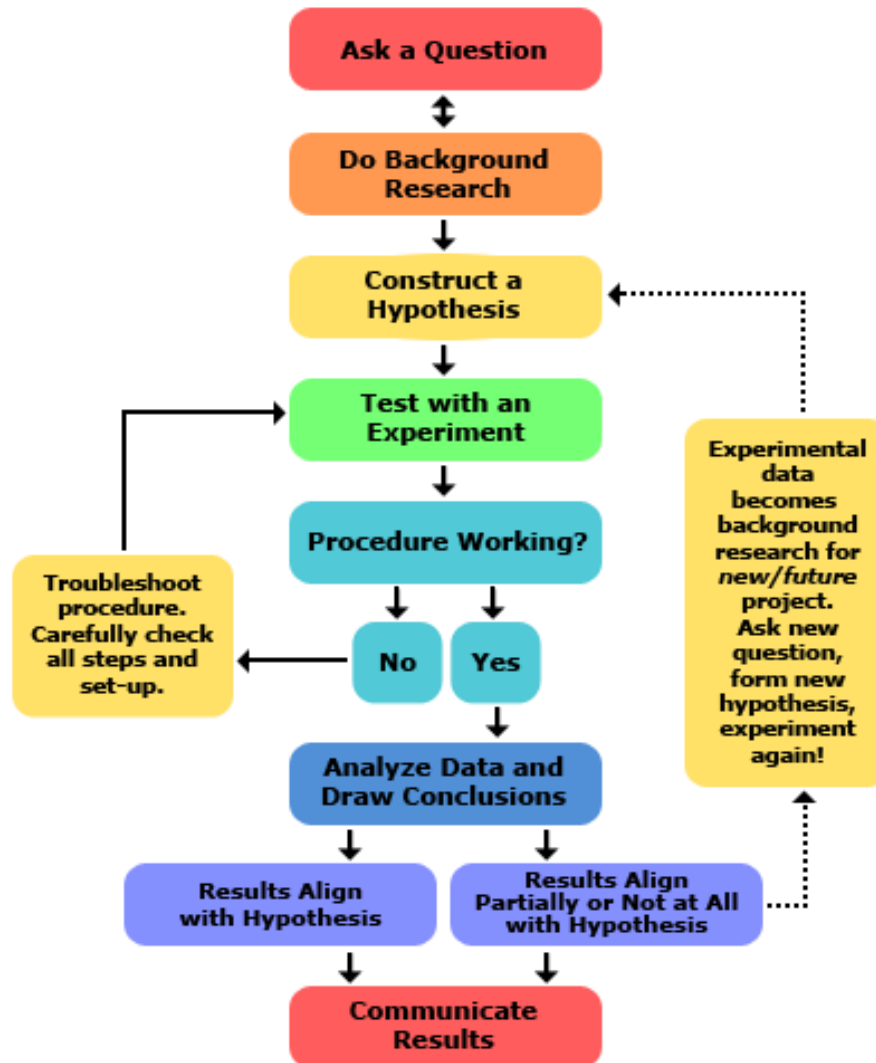 Ask a Question
Do Background
Research
Construct a
Hypothesis
Test with an
Experiment
Procedure Working?
No
Yes
Troubleshoot
procedure.
Carefully check
all steps and
set-up.
Analyze Data and
Draw Conclusions
Results Align
with Hypothesis
Results Align
Partially or Not at All
with Hypothesis
Experimental
data
becomes
background
research for
new/future
project.
Ask new
question,
form new
hypothesis,
experiment
again!
Communicate
Results